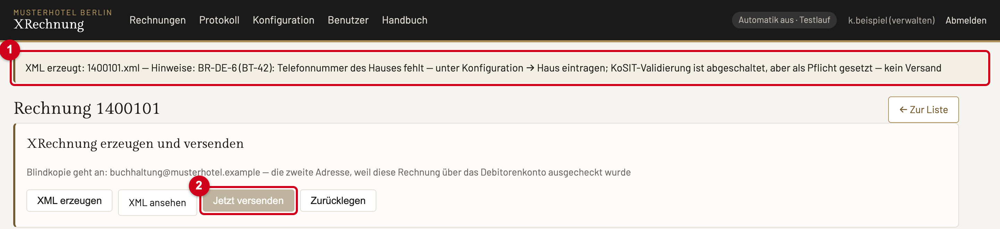 MUSTERHOTEL BERLIN
XRechnung
Rechnungen Protokoll Konfiguration Benutzer Handbuch
Automatik aus · Testlauf k.beispiel (verwalten) Abmelden
1
XML erzeugt: 1400101.xml — Hinweise: BR-DE-6 (BT-42): Telefonnummer des Hauses fehlt — unter Konfiguration → Haus eintragen; KoSIT-Validierung ist abgeschaltet, aber als Pflicht gesetzt — kein Versand
Rechnung 1400101
← Zur Liste
XRechnung erzeugen und versenden
Blindkopie geht an: buchhaltung@musterhotel.example — die zweite Adresse, weil diese Rechnung über das Debitorenkonto ausgecheckt wurde
2
XML erzeugen XML ansehen Jetzt versenden Zurücklegen